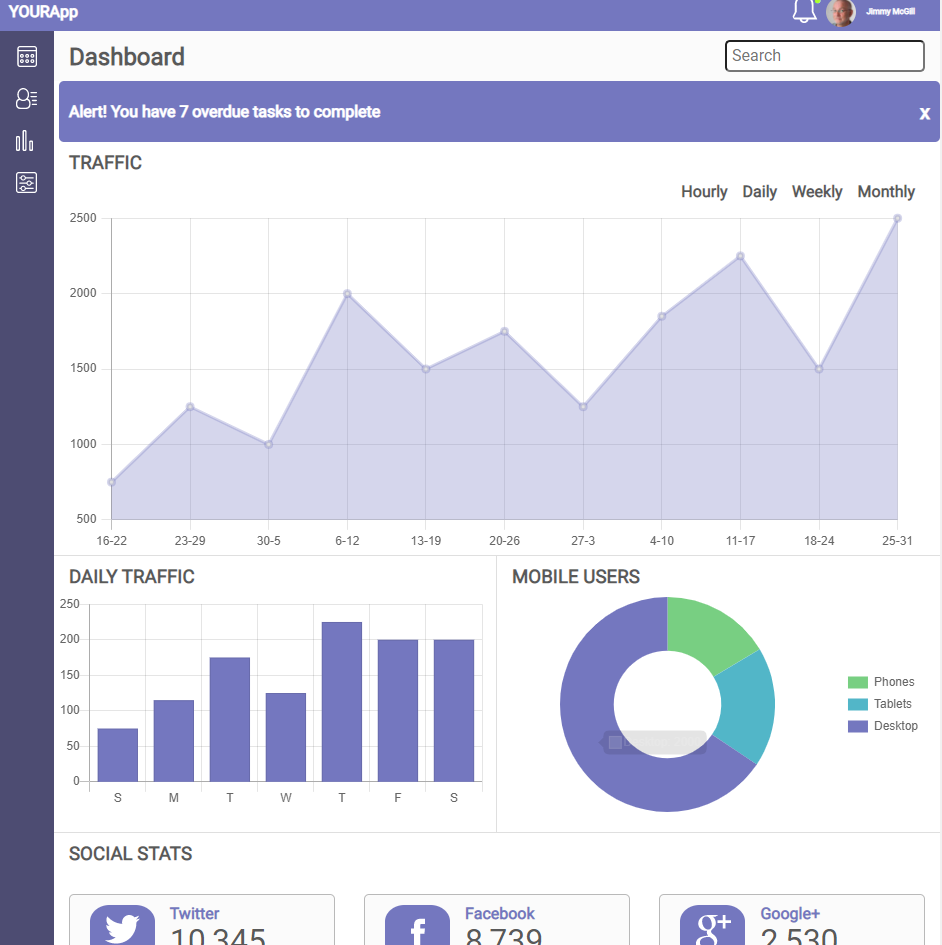 YOURApp
Jimmy McGill
Dashboard
Search
Alert! You have 7 overdue tasks to complete
x
TRAFFIC
Hourly Daily Weekly Monthly
2500
2000
1500
1000
500
16-22 23-29 30-5 6-12 13-19 20-26 27-3 4-10 11-17 18-24 25-31
DAILY TRAFFIC
250
200
150
100
50
0
S M T W T F S
MOBILE USERS
Phones
Tablets
Desktop
SOCIAL STATS
Twitter
10,345
Facebook
8,739
Google+
2,530